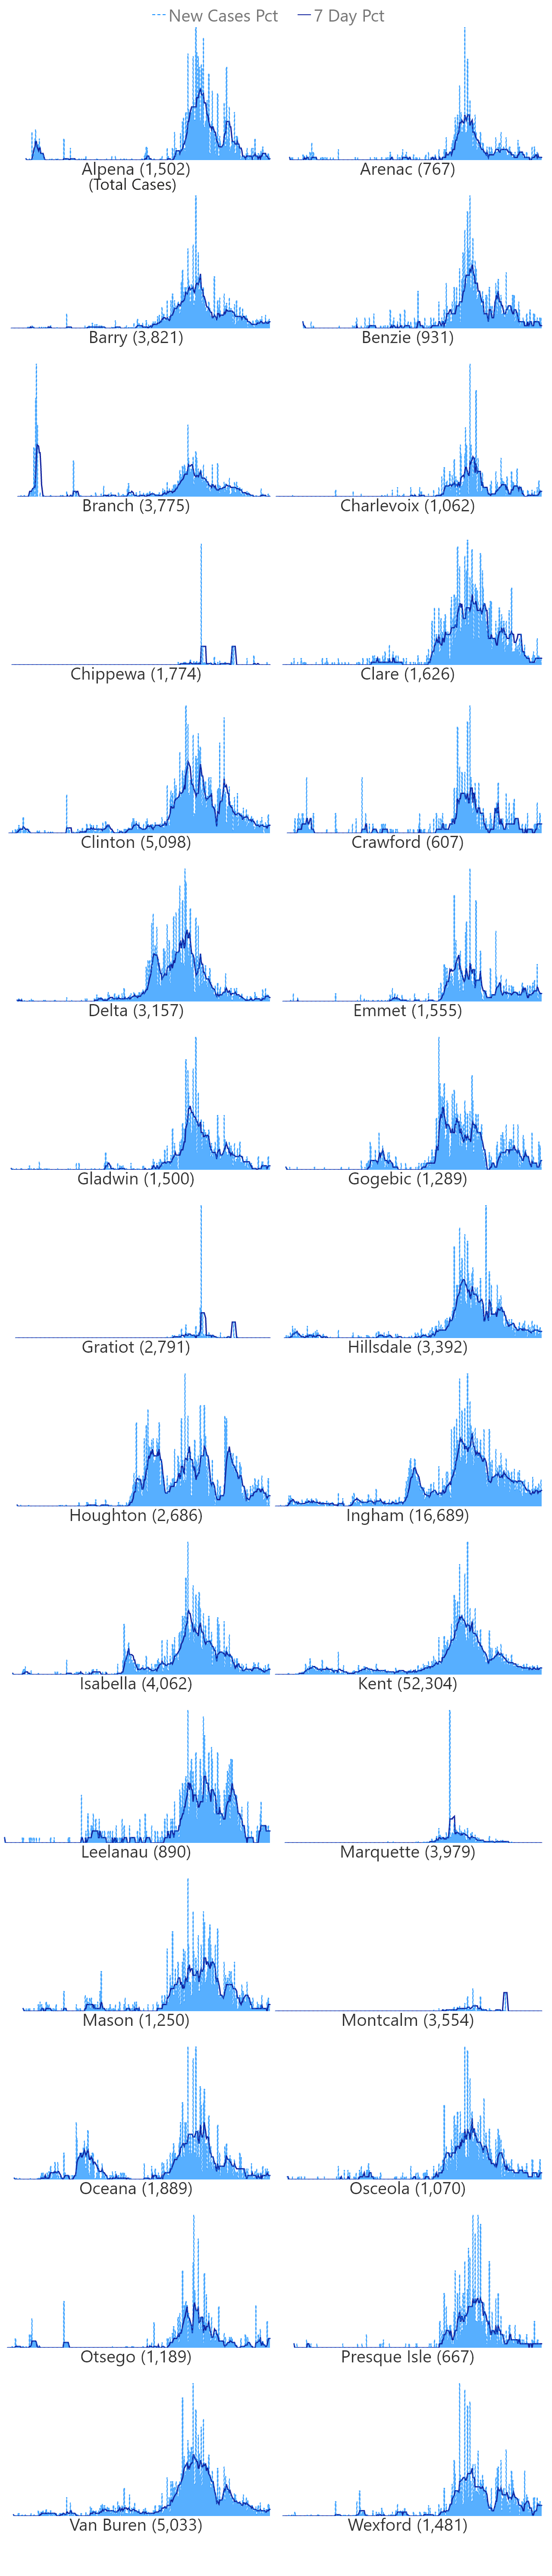 New Cases Pct 7 Day Pct
Alpena (1,502) Arenac (767)
(Total Cases)
Barry (3,821) Benzie (931)
Branch (3,775) Charlevoix (1,062)
Chippewa (1,774) Clare (1,626)
Clinton (5,098) Crawford (607)
Delta (3,157) Emmet (1,555)
Gladwin (1,500) Gogebic (1,289)
Gratiot (2,791) Hillsdale (3,392)
Houghton (2,686) Ingham (16,689)
Isabella (4,062) Kent (52,304)
Leelanau (890) Marquette (3,979)
Mason (1,250) Montcalm (3,554)
Oceana (1,889) Osceola (1,070)
Otsego (1,189) Presque Isle (667)
Van Buren (5,033) Wexford (1,481)